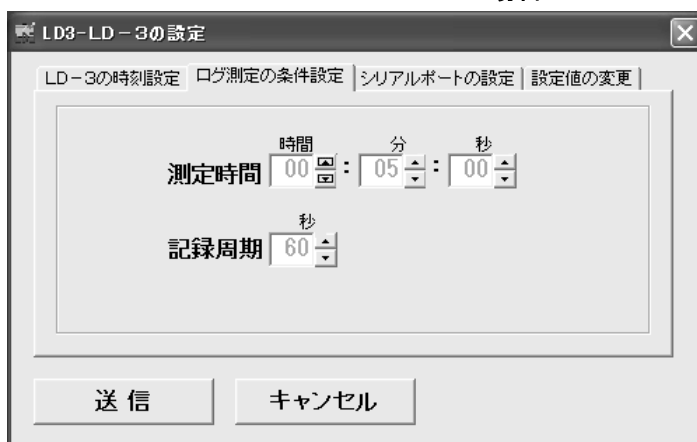 LD3-LD－3の設定
LD－3の時刻設定 ログ測定の条件設定 シリアルポートの設定 設定値の変更
時間 分 秒
測定時間 00 : 05 : 00
秒
記録周期 60
送信 キャンセル